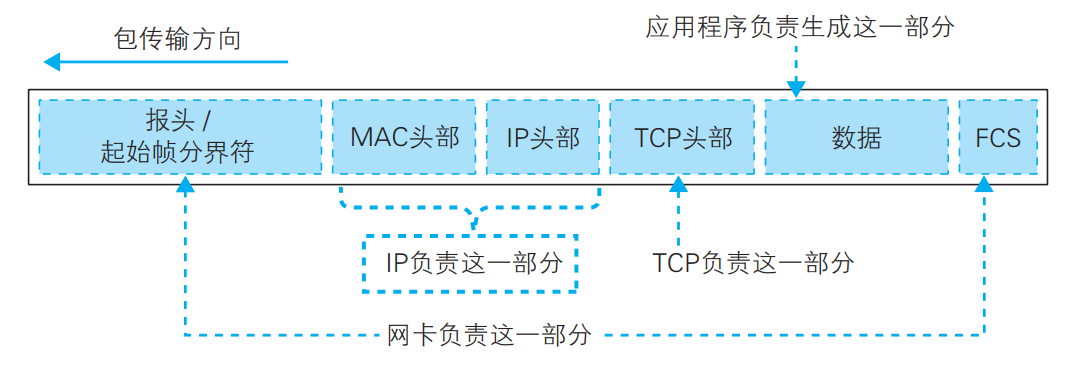 应用程序负责生成这一部分
包传输方向
报头 /
起始帧分界符
MAC头部
IP头部
TCP头部
数据
FCS
IP负责这一部分
TCP负责这一部分
网卡负责这一部分